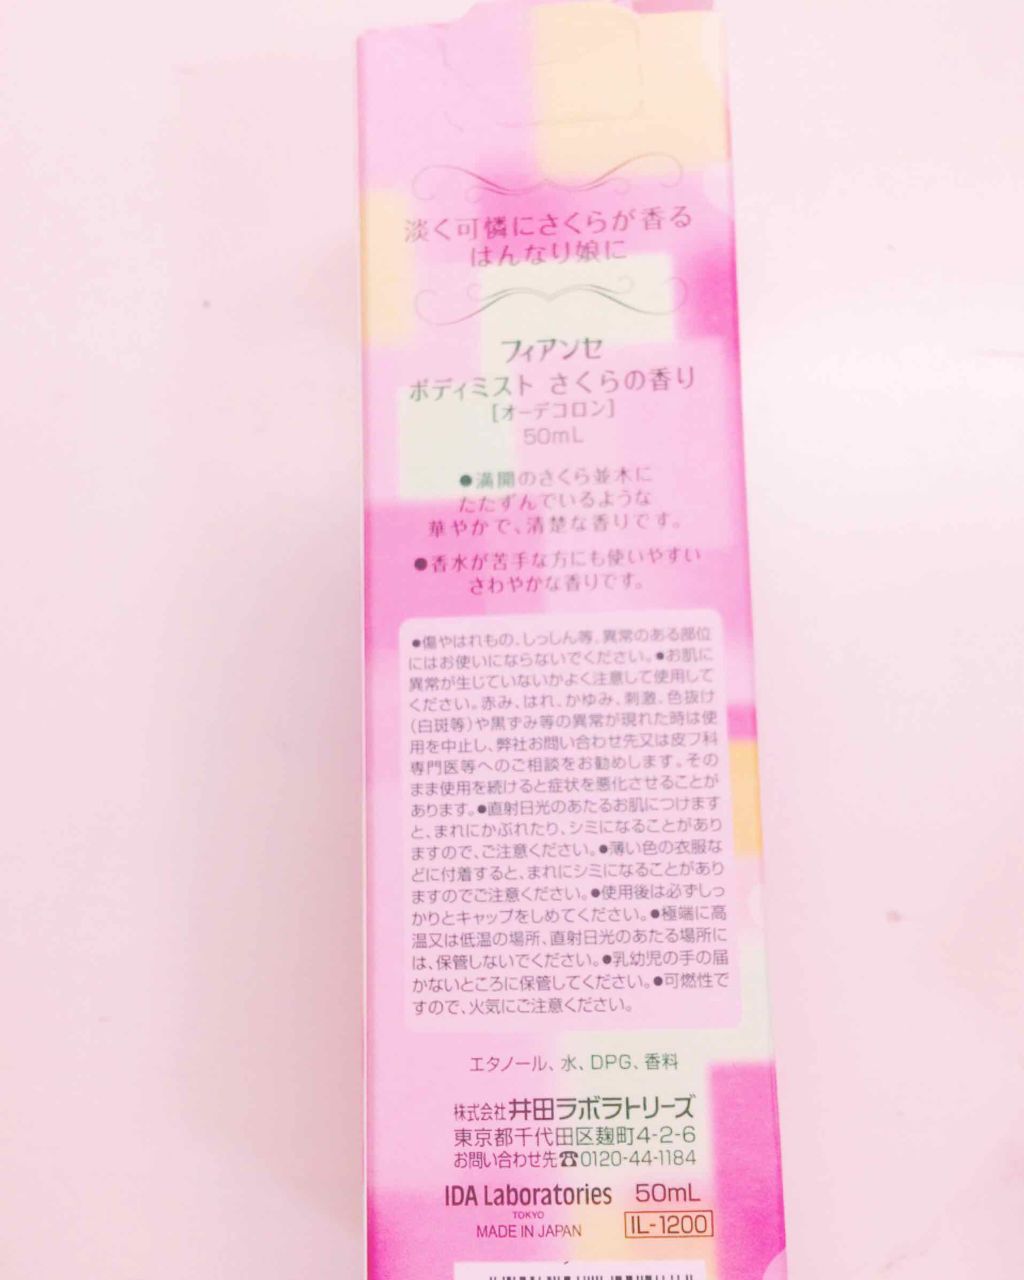 淡く可憐にさくらが香る
はんなり娘に
フィアンセ
ボディミスト さくらの香り
[オーデコロン]
50mL
●満開のさくら並木に
たたずんでいるような
華やかで、清楚な香りです。
●香水が苦手な方にも使いやすい
さわやかな香りです。
●傷やはれもの、しっしん等、異常のある部位
にはお使いにならないでください。●お肌に
異常が生じていないかよく注意して使用して
ください。赤み、はれ、かゆみ、刺激、色抜け
(白斑等)や黒ずみ等の異常が現れた時は使
用を中止し、弊社お問い合わせ先又は皮フ科
専門医等へのご相談をお勧めします。その
まま使用を続けると症状を悪化させることが
あります。●直射日光のあたるお肌につけます
と、まれにかぶれたり、シミになることがあり
ますので、ご注意ください。●薄い色の衣服な
どに付着すると、まれにシミになることがあり
ますのでご注意ください。●使用後は必ずしっ
かりとキャップをしめてください。●極端に高
温又は低温の場所、直射日光のあたる場所に
は、保管しないでください。●乳幼児の手の届
かないところに保管してください。●可燃性で
すので、火気にご注意ください。
エタノール、水、DPG、香料
株式会社井田ラボラトリーズ
東京都千代田区麹町4-2-6
お問い合わせ先☎0120-44-1184
IDA Laboratories 50mL
TOKYO
MADE IN JAPAN IL-1200